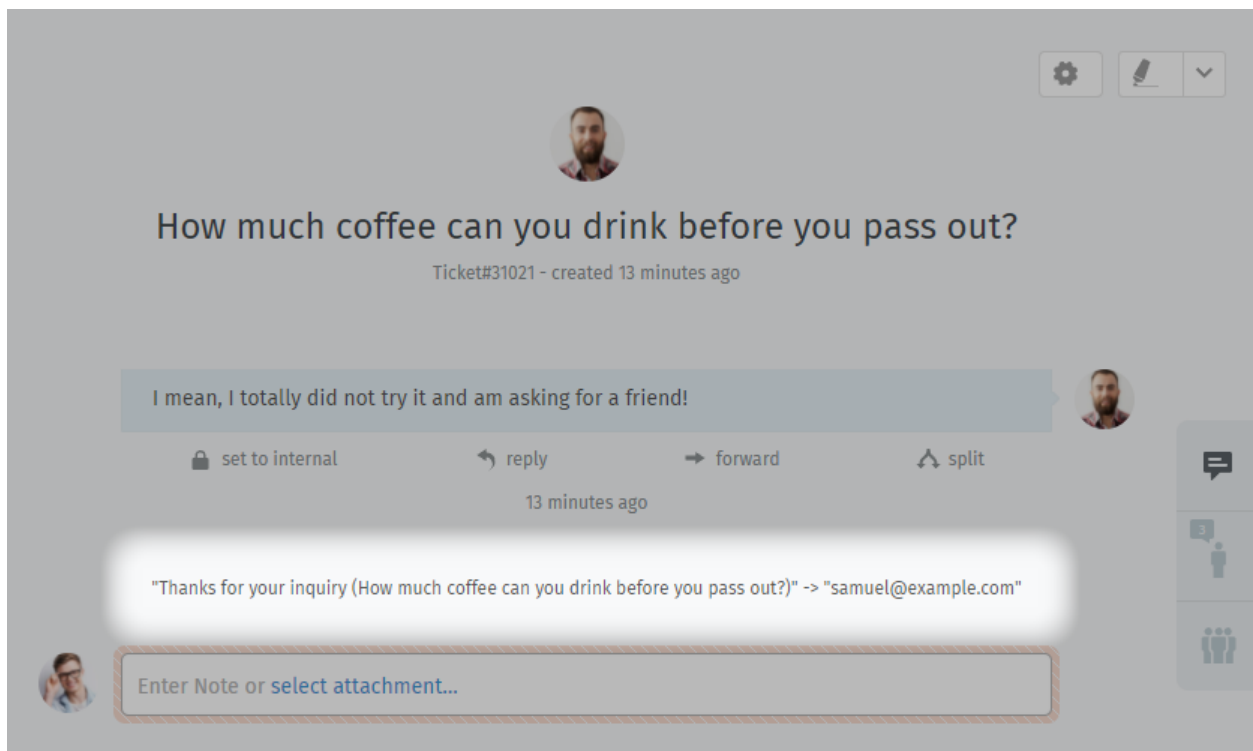 How much coffee can you drink before you pass out?
Ticket#31021 - created 13 minutes ago
I mean, I totally did not try it and am asking for a friend!
set to internal reply forward split
13 minutes ago
3
"Thanks for your inquiry (How much coffee can you drink before you pass out?)" -> "samuel@example.com"
Enter Note or select attachment...